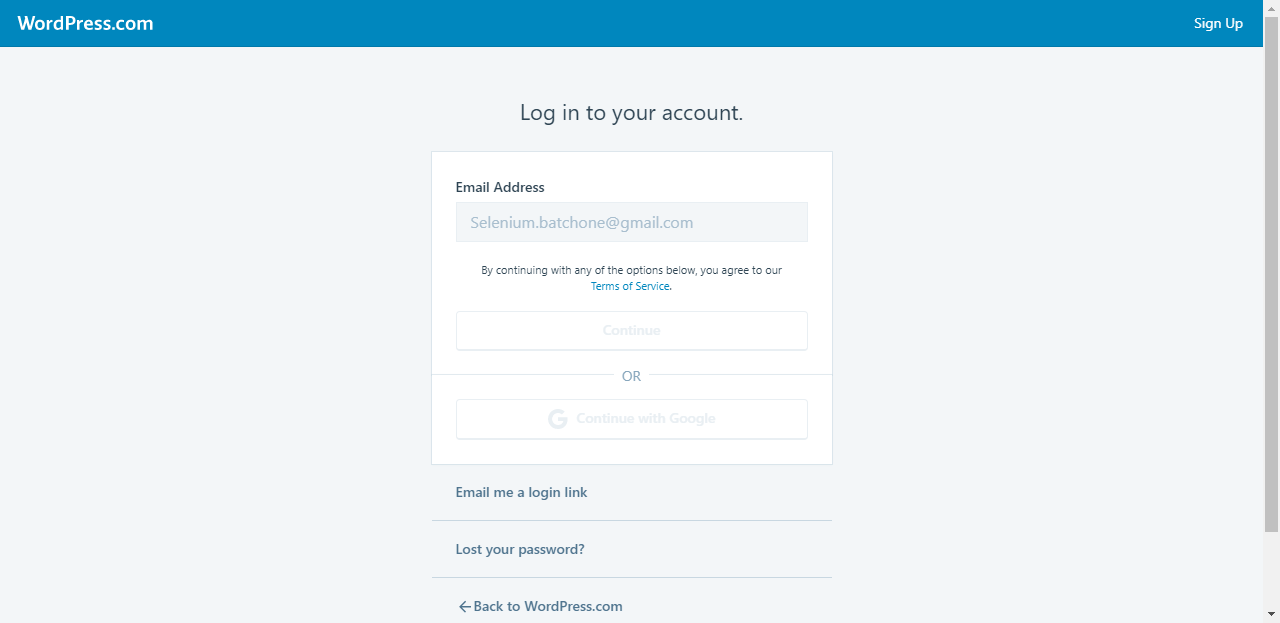 WordPress.com
Sign Up
Log in to your account.
Email Address
Selenium.batchone@gmail.com
By continuing with any of the options below, you agree to our
Terms of Service.
Continue
OR
Continue with Google
Email me a login link
Lost your password?
Back to WordPress.com